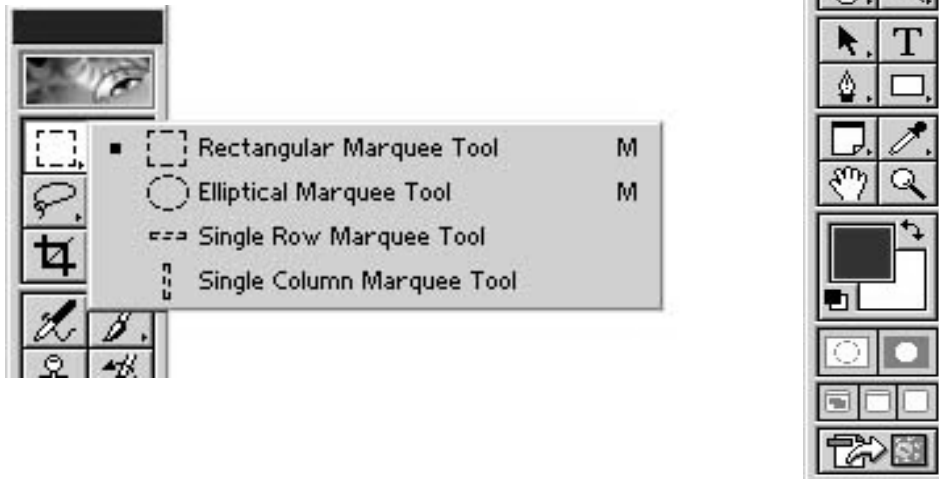 Rectangular Marquee Tool M
Elliptical Marquee Tool M
Single Row Marquee Tool
Single Column Marquee Tool
T